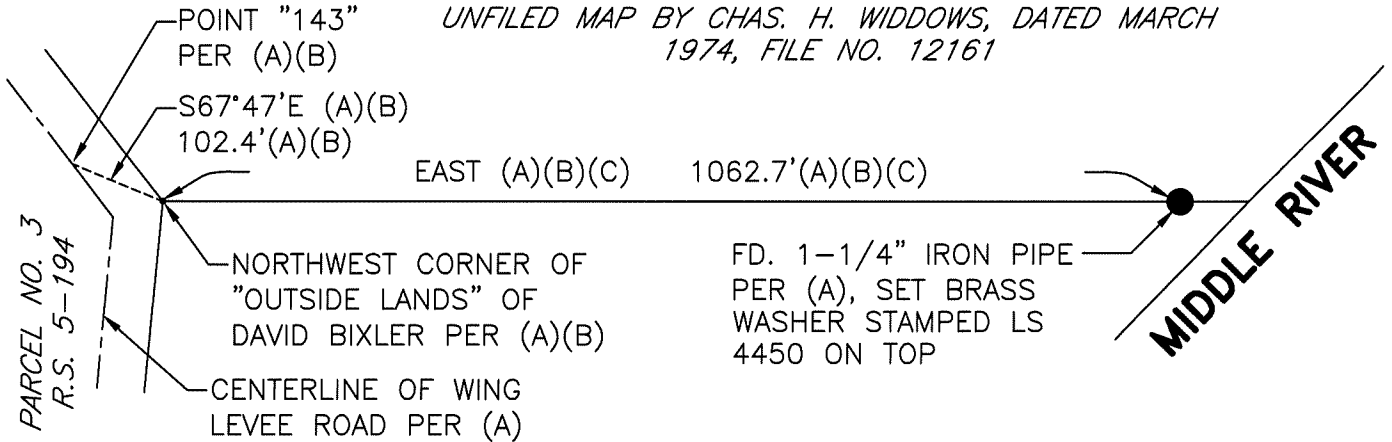 POINT "143"
PER (A)(B)
UNFILED MAP BY CHAS. H. WIDDOWS, DATED MARCH
1974, FILE NO. 12161
S67°47'E (A)(B)
102.4'(A)(B)
EAST (A)(B)(C) 1062.7'(A)(B)(C)
PARCEL NO. 3
R.S. 5-194
NORTHWEST CORNER OF
"OUTSIDE LANDS" OF
DAVID BIXLER PER (A)(B)
CENTERLINE OF WING
LEVEE ROAD PER (A)
FD. 1-1/4" IRON PIPE
PER (A), SET BRASS
WASHER STAMPED LS
4450 ON TOP
MIDDLE RIVER